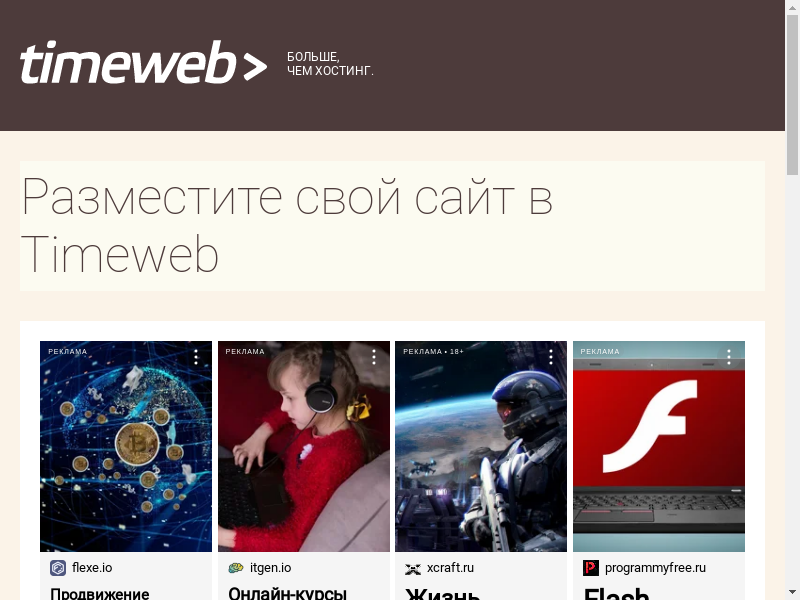 timeweb>
БОЛЬШЕ,
ЧЕМ ХОСТИНГ.
Разместите свой сайт в
Timeweb
РЕКЛАМА
РЕКЛАМА
РЕКЛАМА • 18+
РЕКЛАМА
flexe.io
itgen.io
xcraft.ru
programmyfree.ru
Продвижение
Онлайн-курсы
Жизнь
Flash